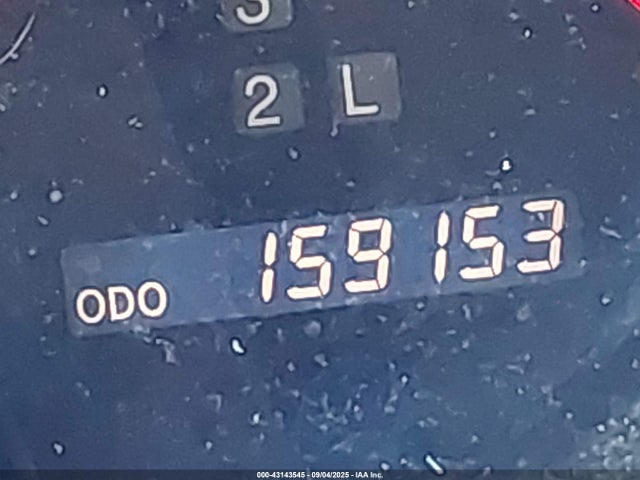 3
2 L
ODO 159153
000-43143545 - 09/04/2025 - IAA Inc.